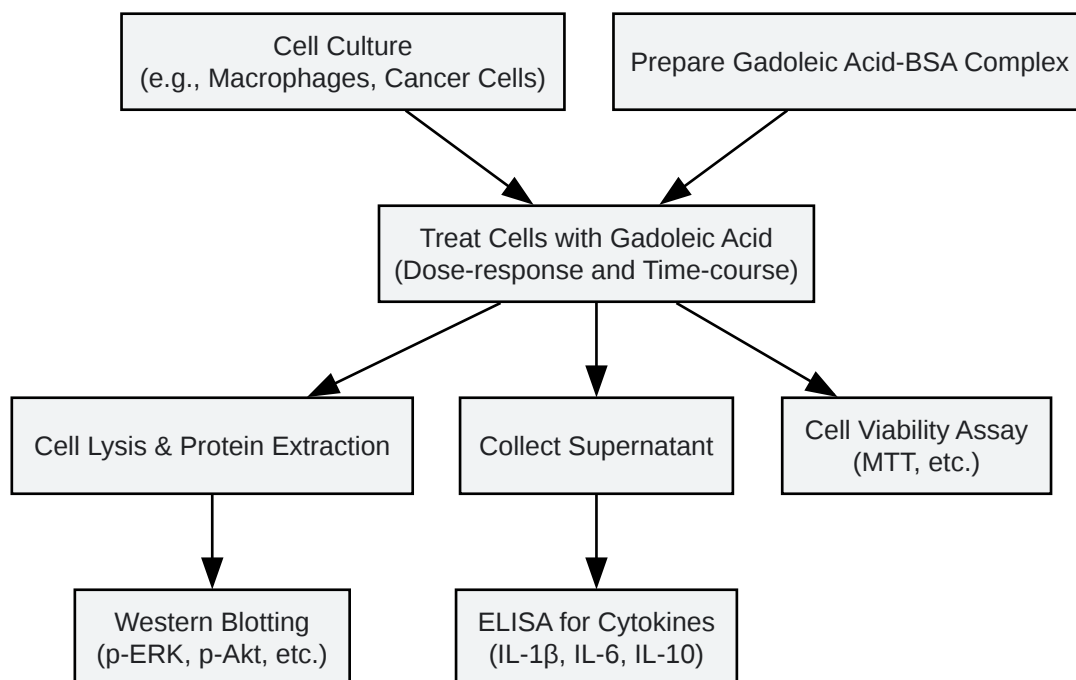 Cell Culture
(e.g., Macrophages, Cancer Cells)
Prepare Gadoleic Acid-BSA Complex
Treat Cells with Gadoleic Acid
(Dose-response and Time-course)
Cell Lysis & Protein Extraction
Collect Supernatant
Cell Viability Assay
(MTT, etc.)
Western Blotting
(p-ERK, p-Akt, etc.)
ELISA for Cytokines
(IL-1β, IL-6, IL-10)